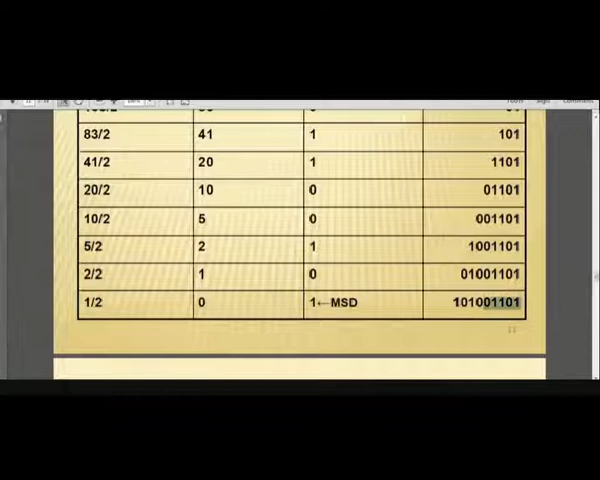 83/2 41 1 101
41/2 20 1 1101
20/2 10 0 01101
10/2 5 0 001101
5/2 2 1 1001101
2/2 1 0 01001101
1/2 0 1←MSD 101001101
11